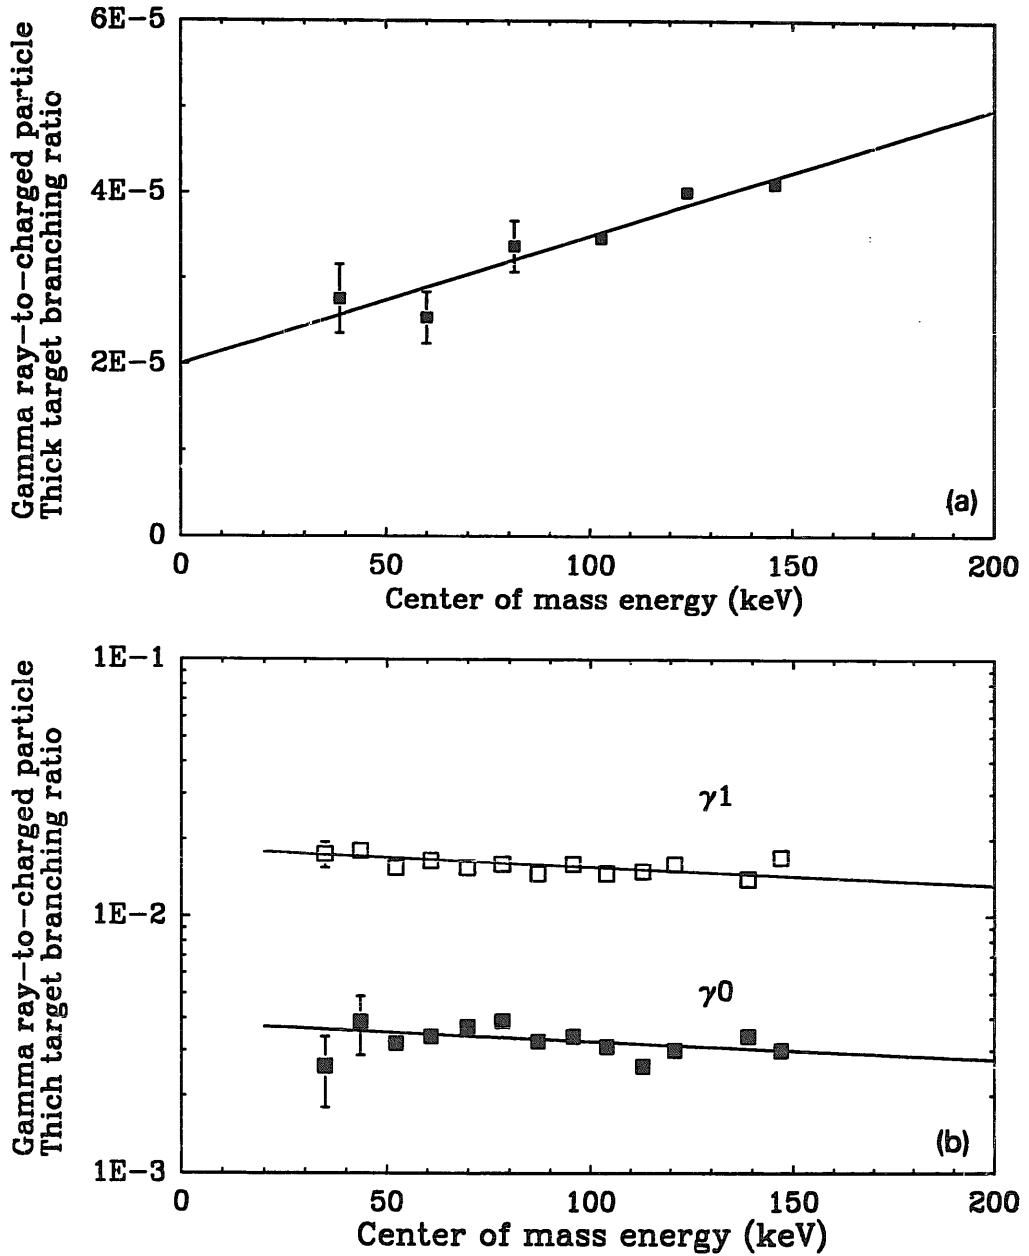 Gamma ray-to-charged particle
Thick target branching ratio
6E-5
4E-5
2E-5
0
(a)
0 50 100 150 200
Center of mass energy (keV)
Gamma ray-to-charged particle
Thich target branching ratio
1E-1
γ1
1E-2
γ0
(b)
1E-3
0 50 100 150 200
Center of mass energy (keV)